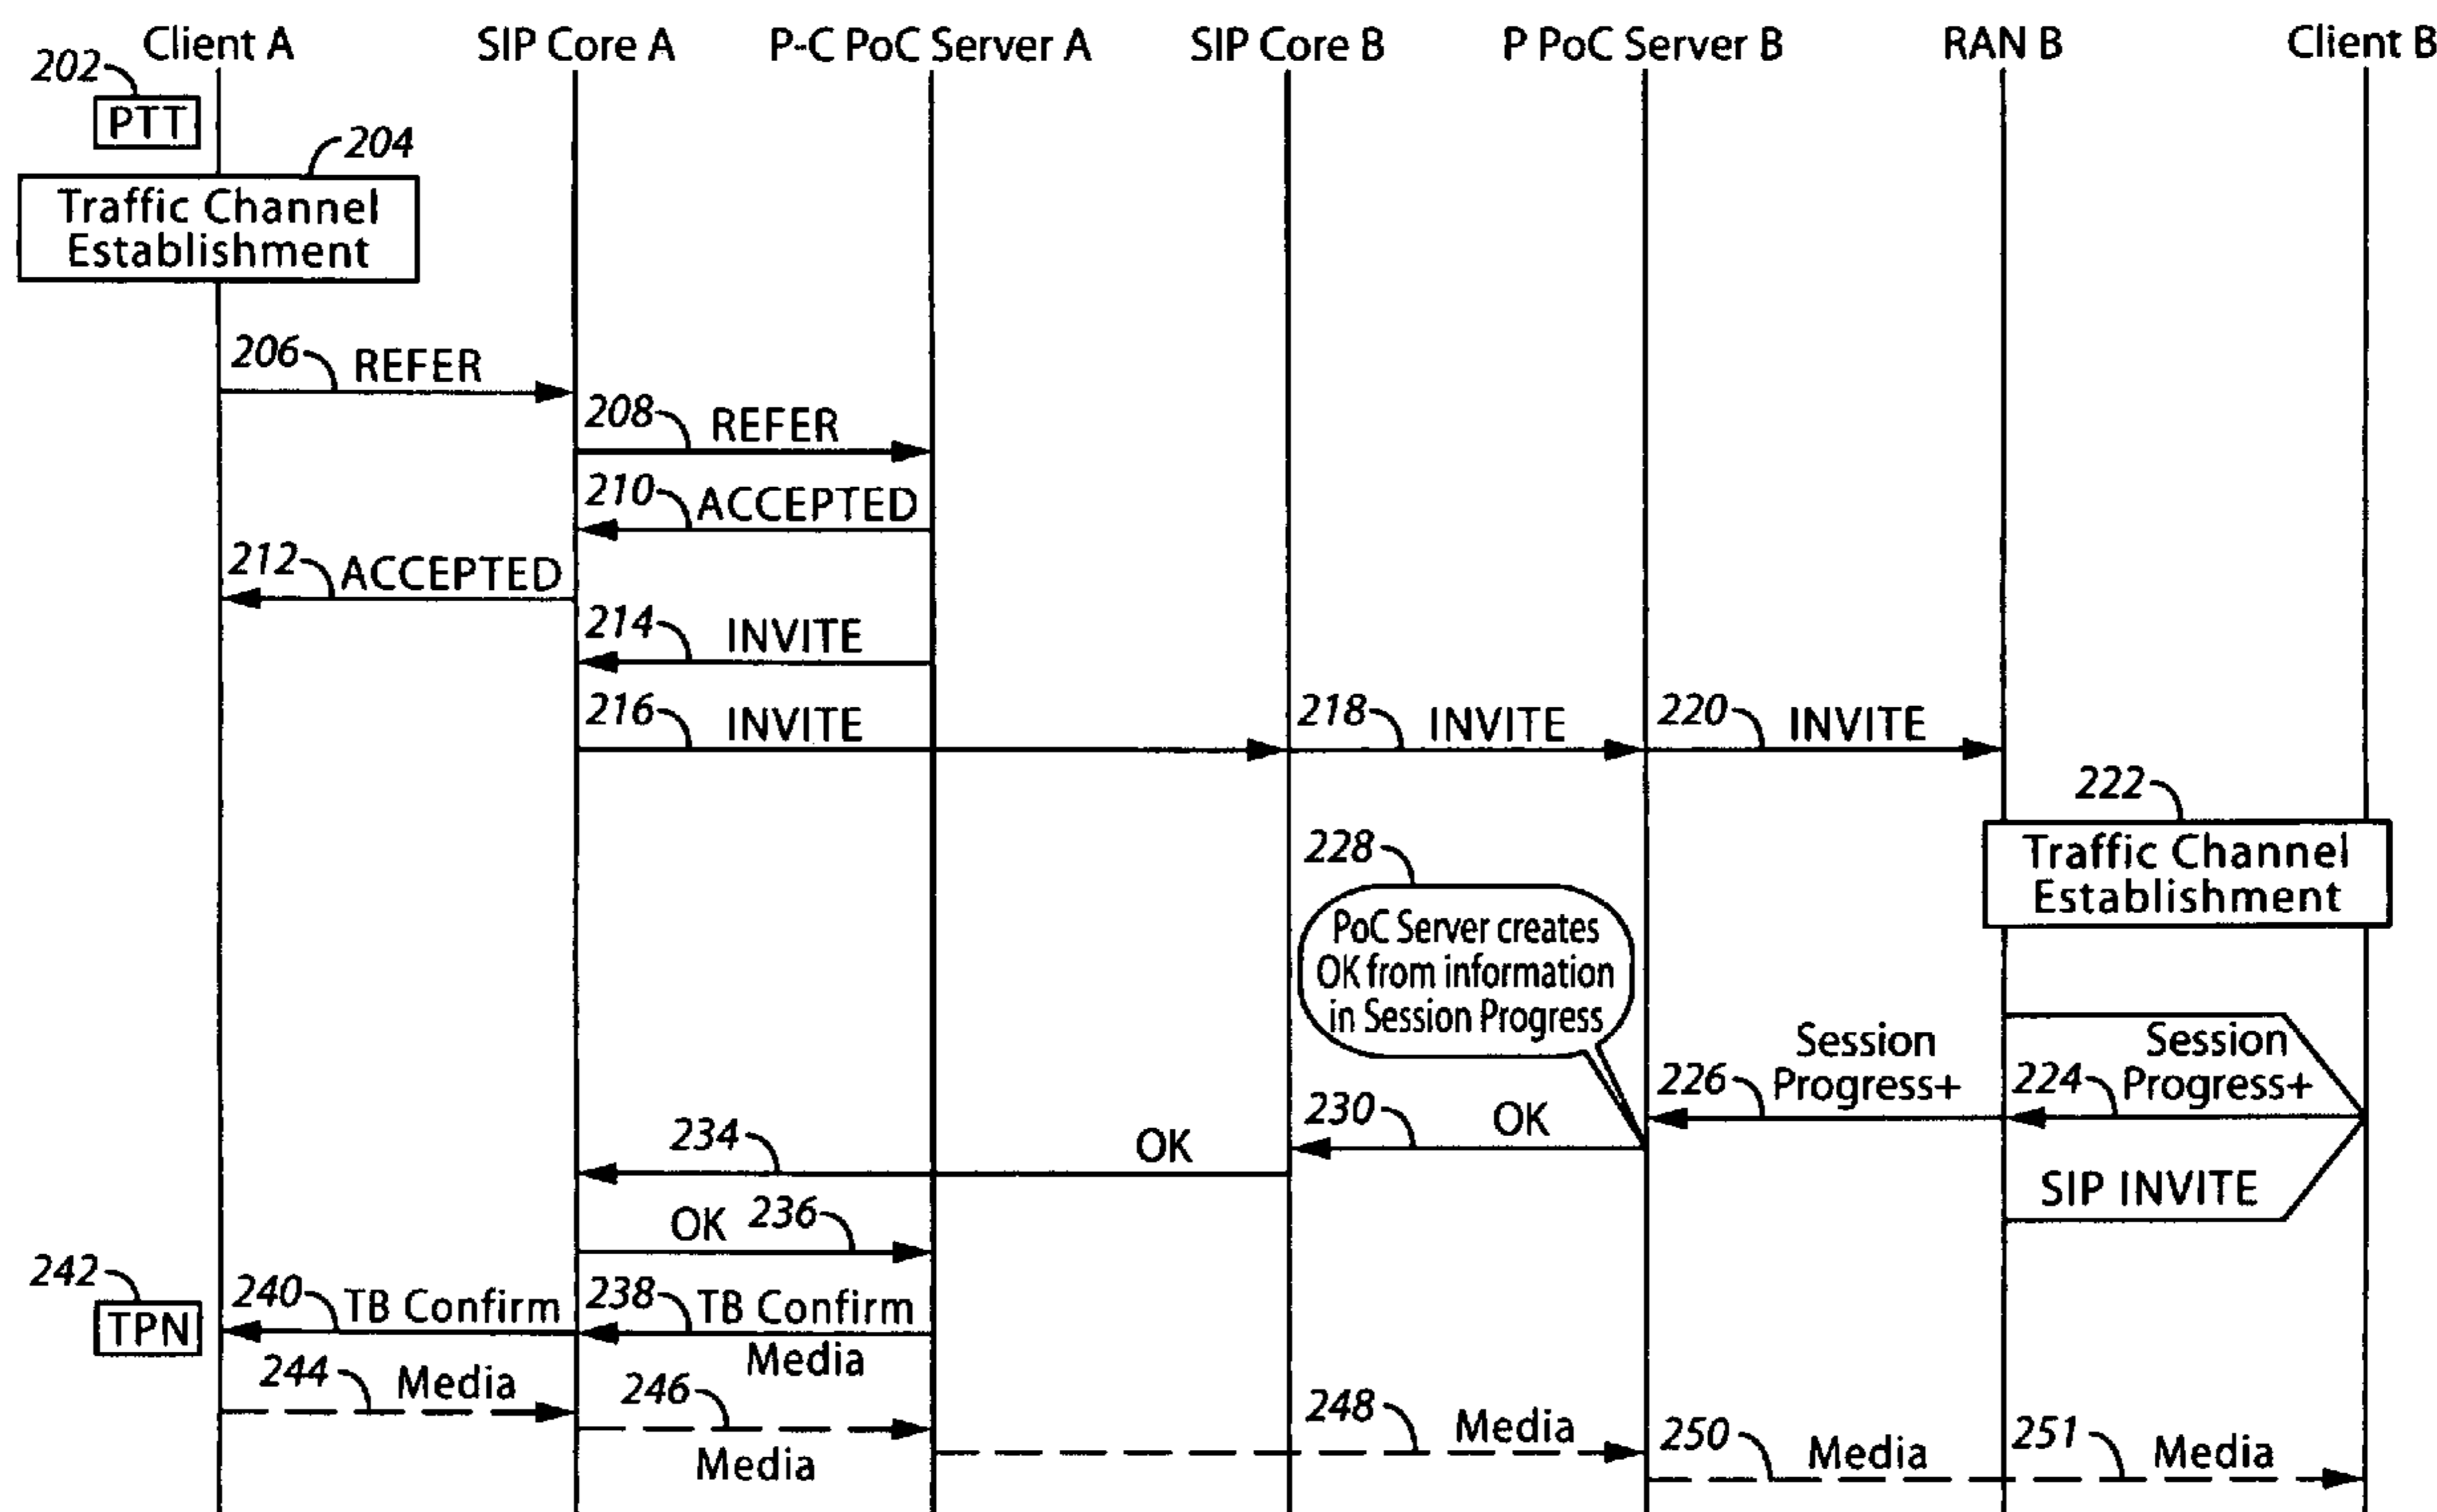 Client A
SIP Core A
P-C PoC Server A
SIP Core B
P PoC Server B
RAN B
Client B
202
PTT
204
Traffic Channel
Establishment
206
REFER
208
REFER
210
ACCEPTED
212
ACCEPTED
214
INVITE
216
INVITE
218
INVITE
220
INVITE
222
Traffic Channel
Establishment
228
PoC Server creates
OK from information
in Session Progress
Session
Progress+
226
Session
Progress+
224
230
OK
234
OK
SIP INVITE
OK
236
242
TPN
240
TB Confirm
238
TB Confirm
Media
244
Media
246
Media
248
Media
250
Media
251
Media